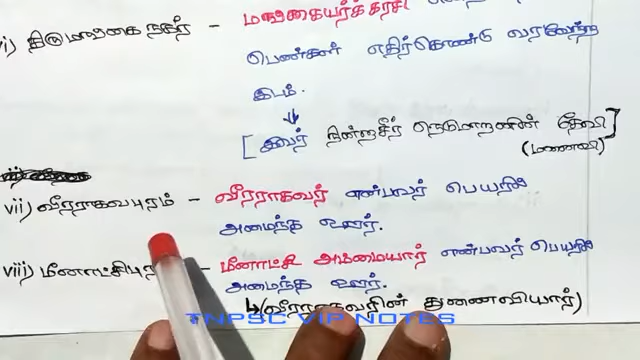 vi) திருமங்கை நகர் - மங்கையர்க்கரசி
பெண்கள் எதிர்கொண்டு வரவேற்ற
இடம்.
[இவர் நின்றசீர் நெடுமாறனின் தேவி]
(மனைவி)
vii) வீரராகவபுரம் - வீரராகவர் என்பவர் பெயரில்
அமைந்த ஊர்.
viii) மீனாட்சிபுர - மீனாட்சி அம்மையார் என்பவர் பெயரில்
அமைந்த ஊர்.
(வீரராகவரின் துணைவியார்)
TNPSC VIP NOTES